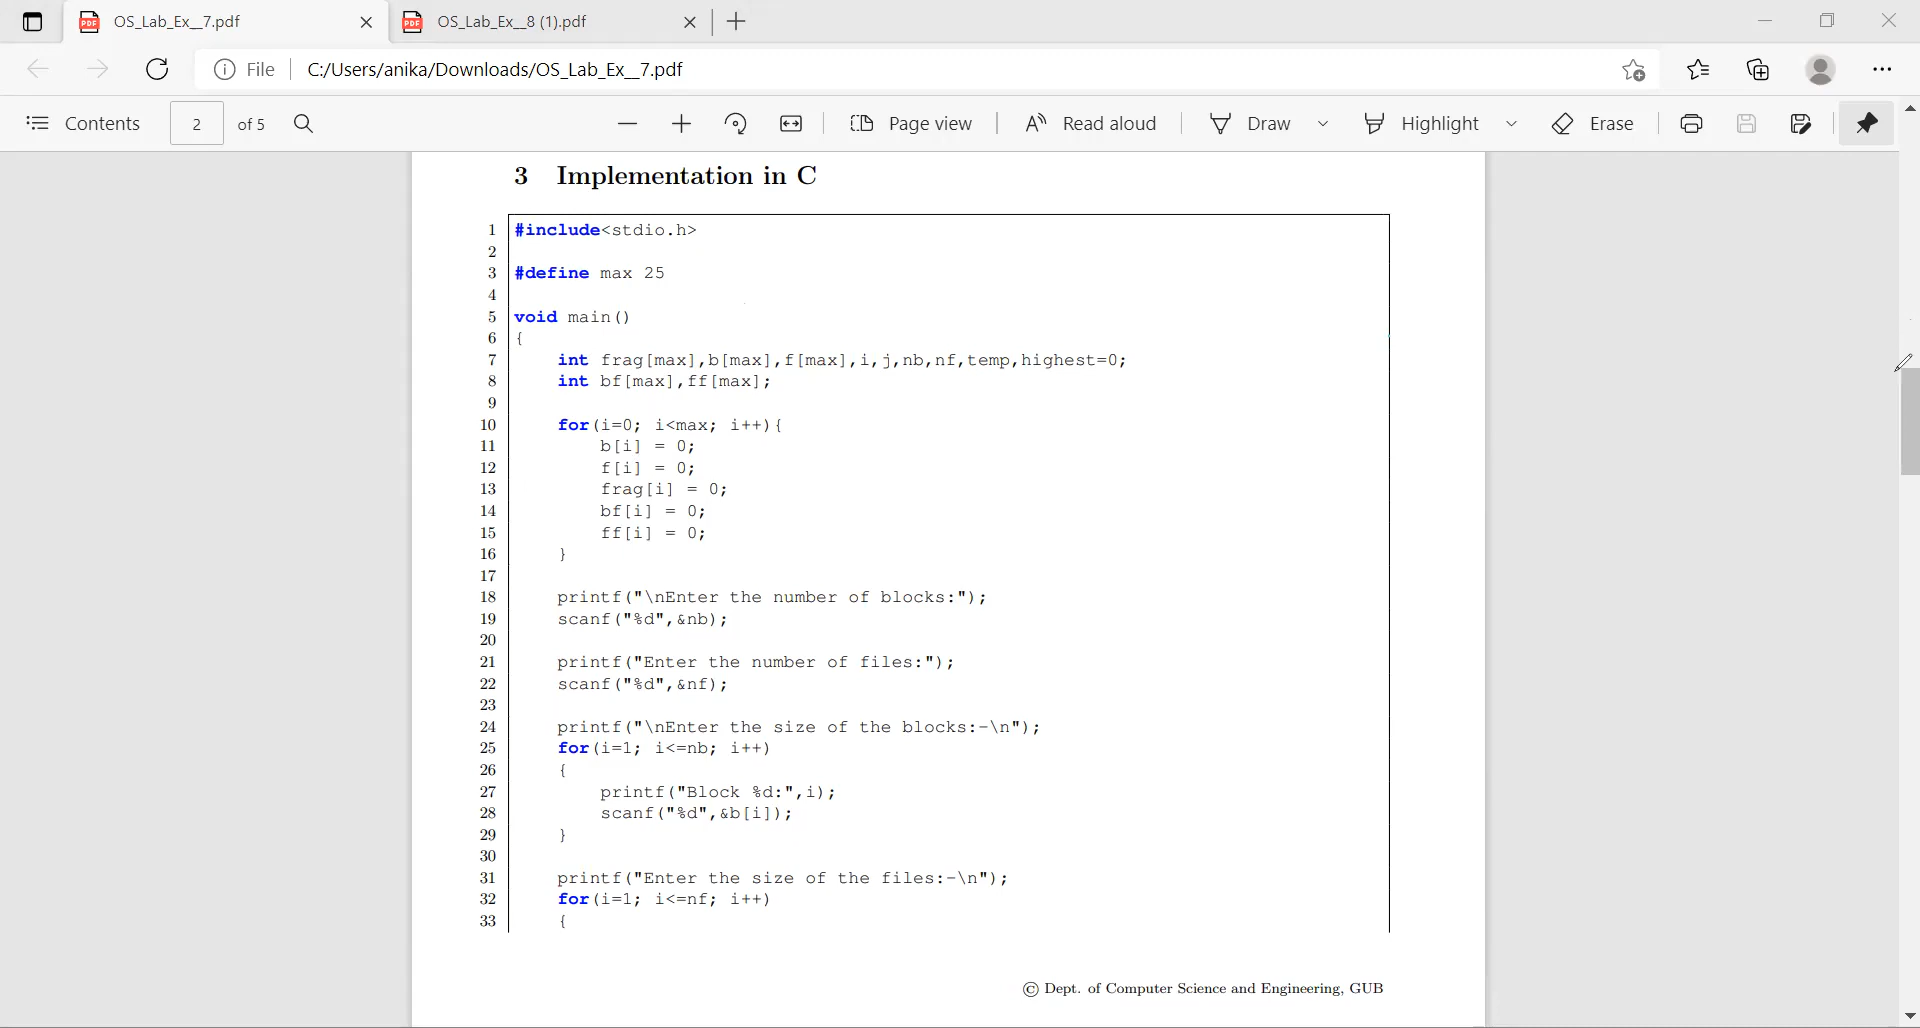 OS_Lab_Ex__7.pdf
OS_Lab_Ex__8 (1).pdf
File
C:/Users/anika/Downloads/OS_Lab_Ex__7.pdf
Contents 2 of 5 Page view Read aloud Draw Highlight Erase
3 Implementation in C
1 #include<stdio.h>
2
3 #define max 25
4
5 void main()
6 {
7 int frag[max],b[max],f[max],i,j,nb,nf,temp,highest=0;
8 int bf[max],ff[max];
9
10 for(i=0; i<max; i++){
11 b[i] = 0;
12 f[i] = 0;
13 frag[i] = 0;
14 bf[i] = 0;
15 ff[i] = 0;
16 }
17
18 printf("\nEnter the number of blocks:");
19 scanf("%d",&nb);
20
21 printf("Enter the number of files:");
22 scanf("%d",&nf);
23
24 printf("\nEnter the size of the blocks:-\n");
25 for(i=1; i<=nb; i++)
26 {
27 printf("Block %d:",i);
28 scanf("%d",&b[i]);
29 }
30
31 printf("Enter the size of the files:-\n");
32 for(i=1; i<=nf; i++)
33 {
© Dept. of Computer Science and Engineering, GUB